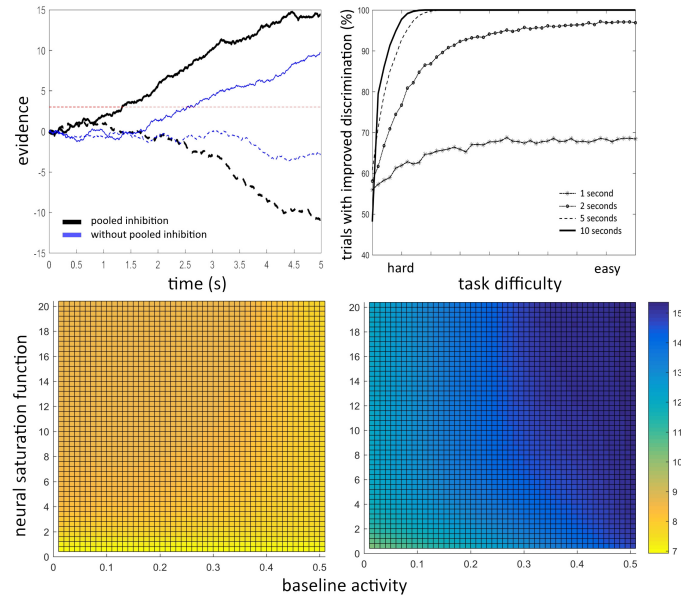 15
10
5
0
-5
-10
-15
evidence
0 0.5 1 1.5 2 2.5 3 3.5 4 4.5 5
time (s)
pooled inhibition
without pooled inhibition
100
90
80
70
60
50
40
trials with improved discrimination (%)
hard easy
task difficulty
1 second
2 seconds
5 seconds
10 seconds
20
18
16
14
12
10
8
6
4
2
0
neural saturation function
0 0.1 0.2 0.3 0.4 0.5
20
18
16
14
12
10
8
6
4
2
0
0 0.1 0.2 0.3 0.4 0.5
baseline activity
15
14
13
12
11
10
9
8
7